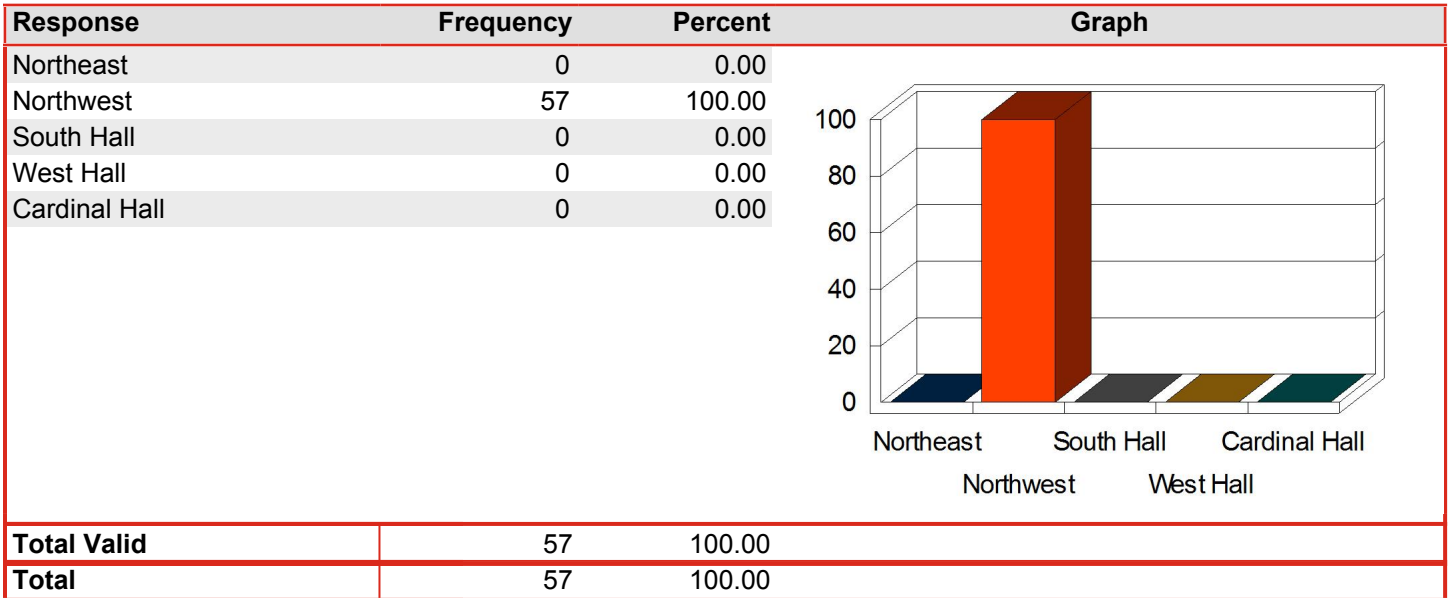 Response Frequency Percent Graph
Northeast 0 0.00
Northwest 57 100.00
South Hall 0 0.00
West Hall 0 0.00
Cardinal Hall 0 0.00
100
80
60
40
20
0
Northeast South Hall Cardinal Hall
Northwest West Hall
Total Valid 57 100.00
Total 57 100.00